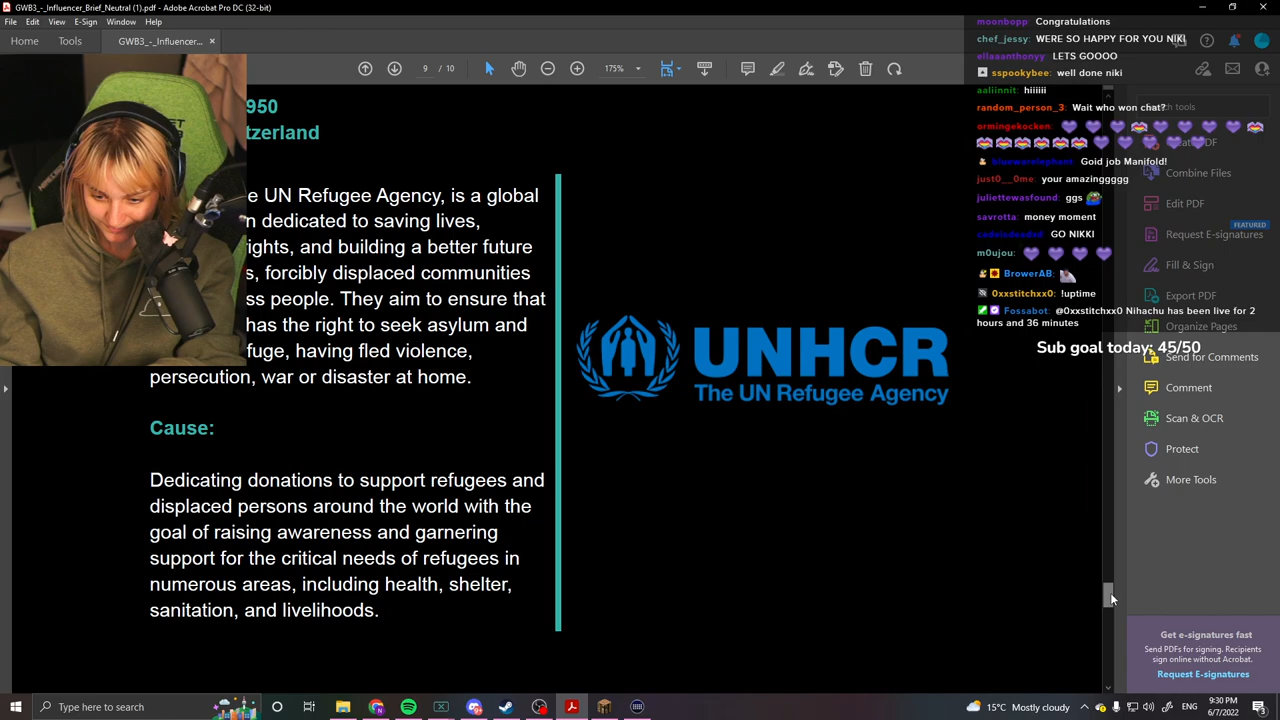 GWB3_-_Influencer_Brief_Neutral (1).pdf - Adobe Acrobat Pro DC (32-bit)
File Edit View E-Sign Window Help
Home Tools GWB3_-_Influencer... ×
9 / 10 175%
950
tzerland
e UN Refugee Agency, is a global
n dedicated to saving lives,
ights, and building a better future
s, forcibly displaced communities
ss people. They aim to ensure that
has the right to seek asylum and
fuge, having fled violence,
persecution, war or disaster at home.
Cause:
Dedicating donations to support refugees and
displaced persons around the world with the
goal of raising awareness and garnering
support for the critical needs of refugees in
numerous areas, including health, shelter,
sanitation, and livelihoods.
UNHCR
The UN Refugee Agency
moonbopp: Congratulations
chef_jessy: WERE SO HAPPY FOR YOU NIKI
ellaaanthonyy: LETS GOOOO
sspookybee: well done niki
aaliinnit: hiiiiii
random_person_3: Wait who won chat?
ormingekocken:
Goid job Manifold!
just0__0me: your amazingggg
juliettewasfound: ggs
savrotta: money moment
GO NIKKI
m0ujou:
BrowerAB:
0xxstitchxx0: !uptime
Fossabot: @0xxstitchxx0 Nihachu has been live for 2
hours and 36 minutes
Sub goal today: 45/50
ch tools
PDF
Combine Files
Edit PDF
FEATURED
Request E-signatures
Fill & Sign
Export PDF
Organize Pages
Send for Comments
Comment
Scan & OCR
Protect
More Tools
Get e-signatures fast
Send PDFs for signing. Recipients
sign online without Acrobat.
Request E-signatures
Type here to search
15°C Mostly cloudy
ENG
9:30 PM
6/7/2022